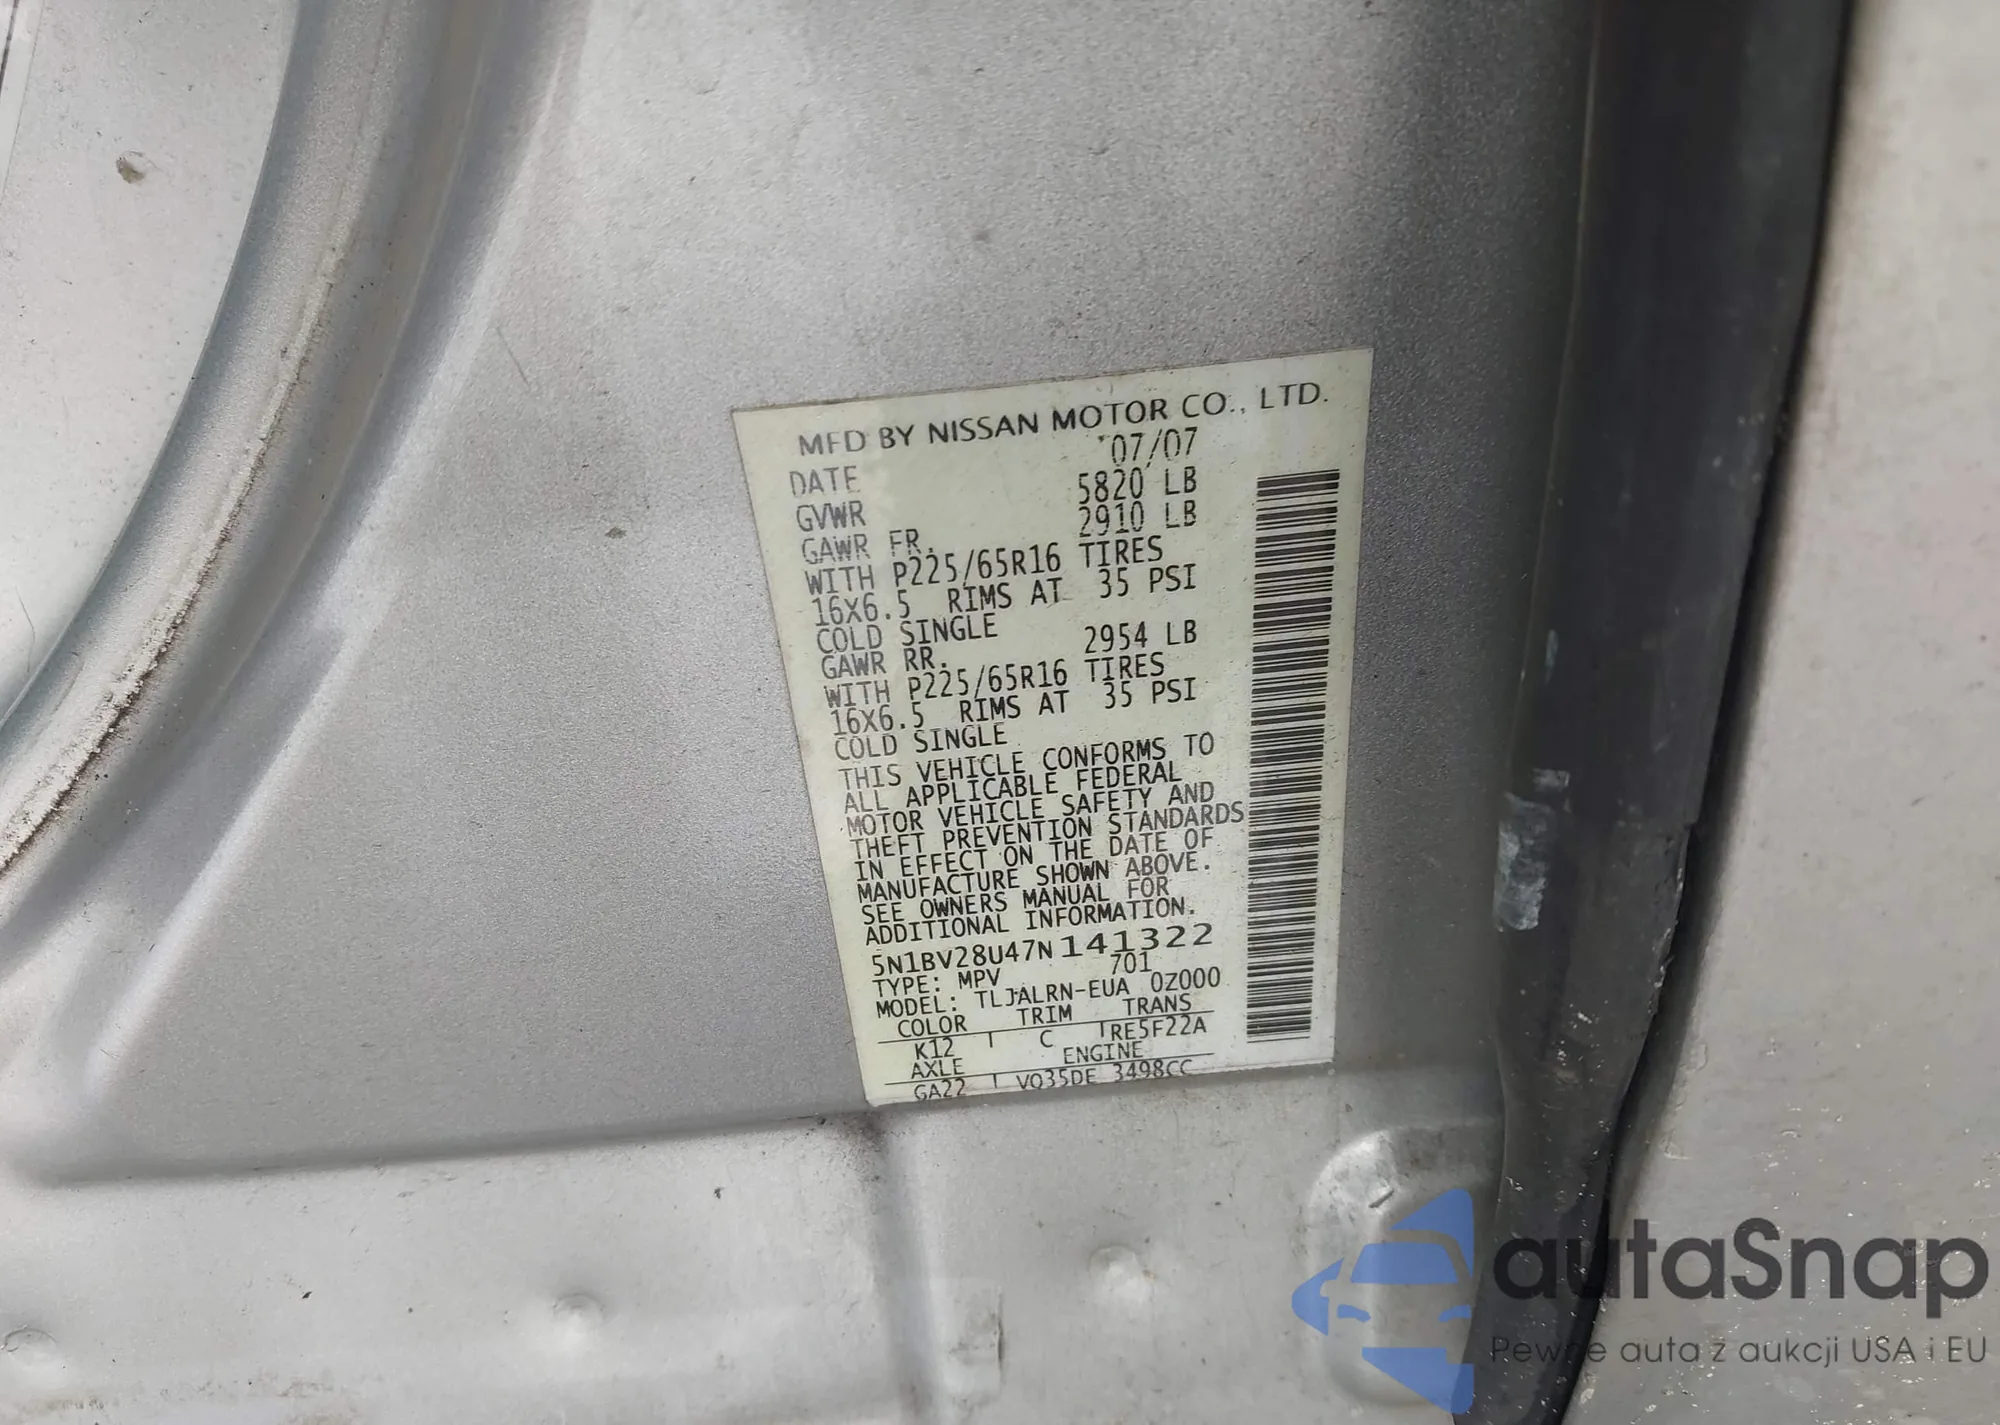 MFD BY NISSAN MOTOR CO., LTD.
DATE 07/07
GVWR 5820 LB
GAWR FR. 2910 LB
WITH P225/65R16 TIRES
16X6.5 RIMS AT 35 PSI
COLD SINGLE
GAWR RR. 2954 LB
WITH P225/65R16 TIRES
16X6.5 RIMS AT 35 PSI
COLD SINGLE
THIS VEHICLE CONFORMS TO
ALL APPLICABLE FEDERAL
MOTOR VEHICLE SAFETY AND
THEFT PREVENTION STANDARDS
IN EFFECT ON THE DATE OF
MANUFACTURE SHOWN ABOVE.
SEE OWNERS MANUAL FOR
ADDITIONAL INFORMATION.
5N1BV28U47N141322
TYPE: MPV 701
MODEL: TLJALRN-EUA 0Z000
COLOR TRIM TRANS
K12 C RE5F22A
AXLE ENGINE
GA22 VQ35DE 3498CC
autaSnap
Pewne auta z aukcji USA i EU